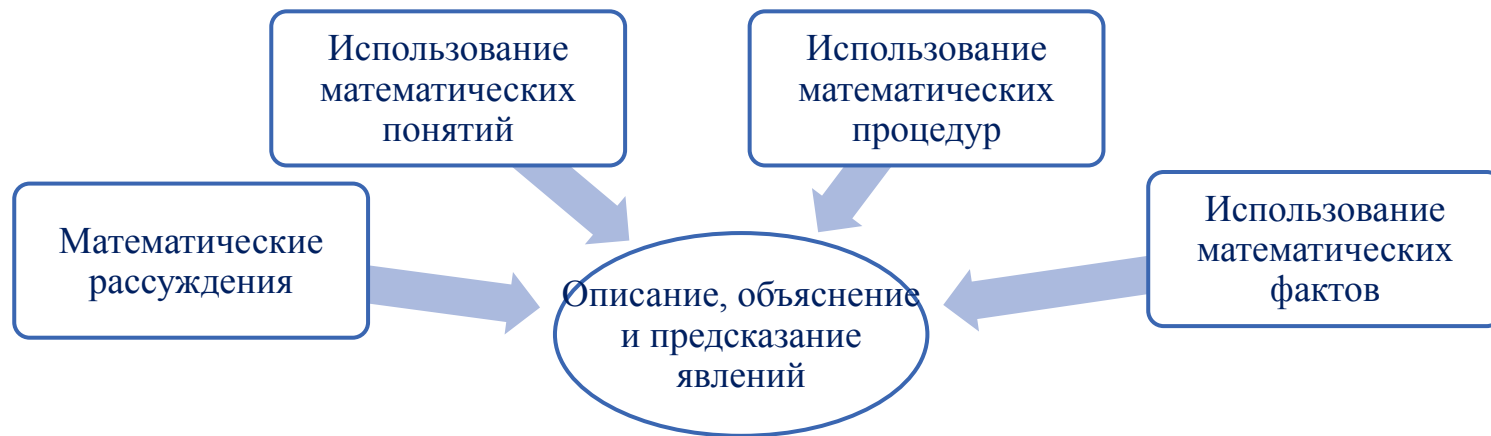 Использование
математических
понятий
Использование
математических
процедур
Математические
рассуждения
Использование
математических
фактов
Описание, объяснение
и предсказание
явлений